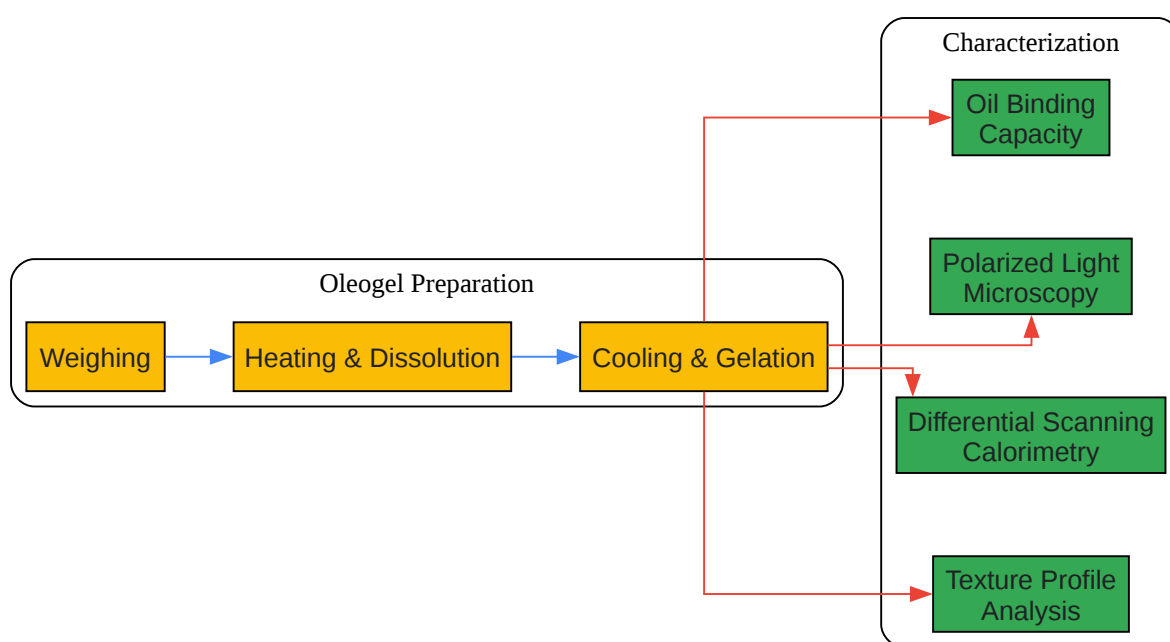 Oleogel Preparation
Weighing
Heating & Dissolution
Cooling & Gelation
Characterization
Oil Binding
Capacity
Polarized Light
Microscopy
Differential Scanning
Calorimetry
Texture Profile
Analysis